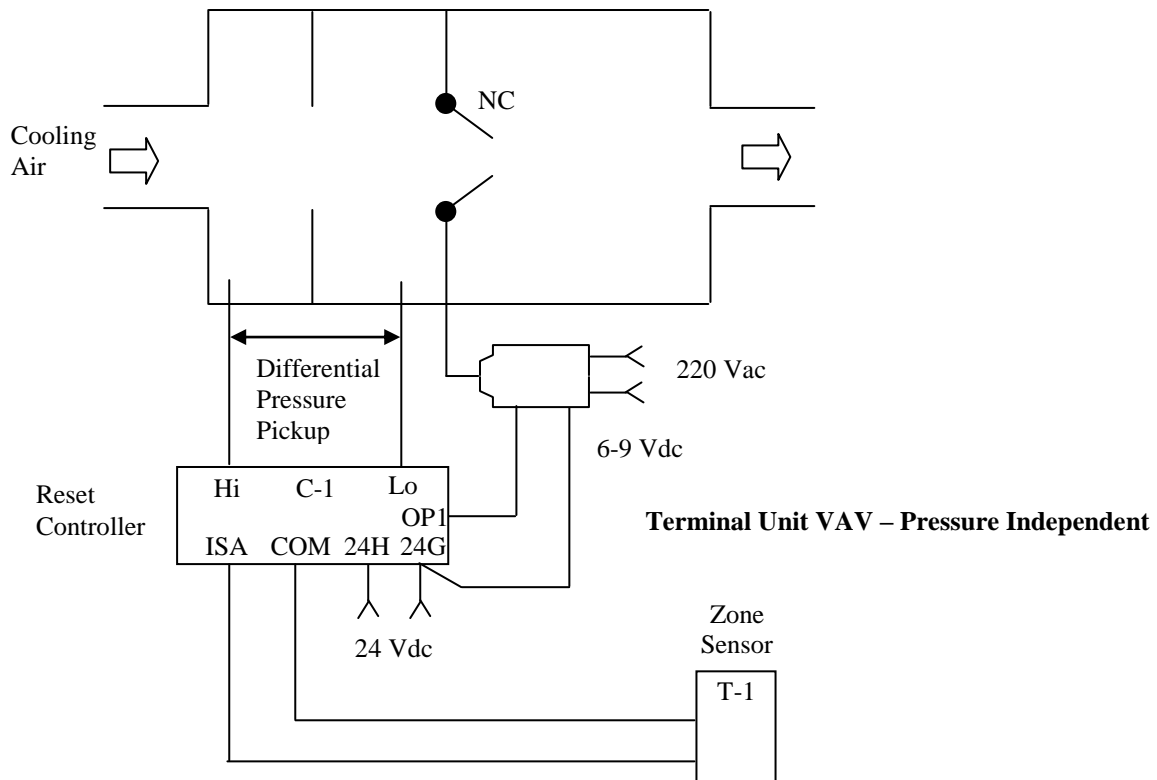 NC
Cooling
Air
220 Vac
Differential
Pressure
Pickup
6-9 Vdc
Reset
Controller
Hi C-1 Lo
OP1
ISA COM 24H 24G
Terminal Unit VAV – Pressure Independent
24 Vdc
Zone
Sensor
T-1